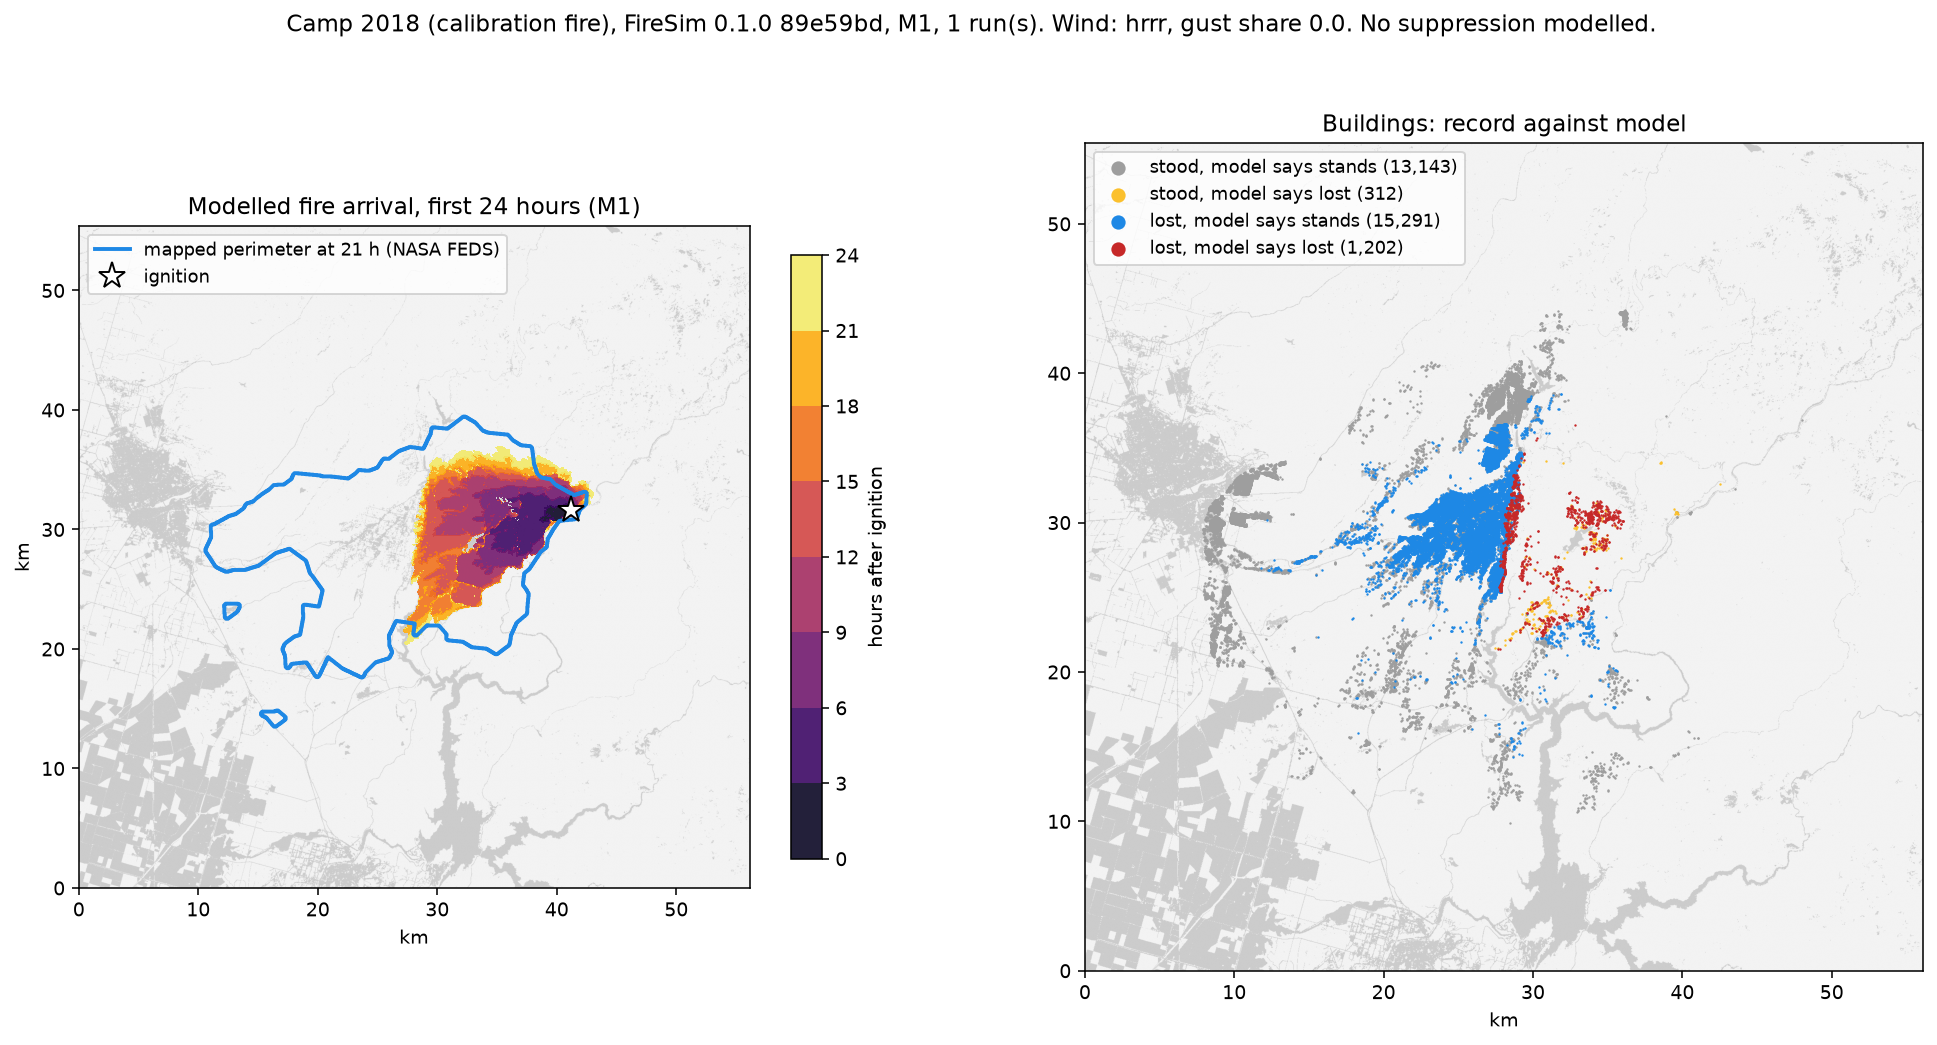 Camp 2018 (calibration fire), FireSim 0.1.0 89e59bd, M1, 1 run(s). Wind: hrrr, gust share 0.0. No suppression modelled.
Modelled fire arrival, first 24 hours (M1)
mapped perimeter at 21 h (NASA FEDS)
ignition
50
40
30
20
10
0
km
0 10 20 30 40 50
km
24
21
18
15
12
9
6
3
0
hours after ignition
Buildings: record against model
stood, model says stands (13,143)
stood, model says lost (312)
lost, model says stands (15,291)
lost, model says lost (1,202)
50
40
30
20
10
0
km
0 10 20 30 40 50
km